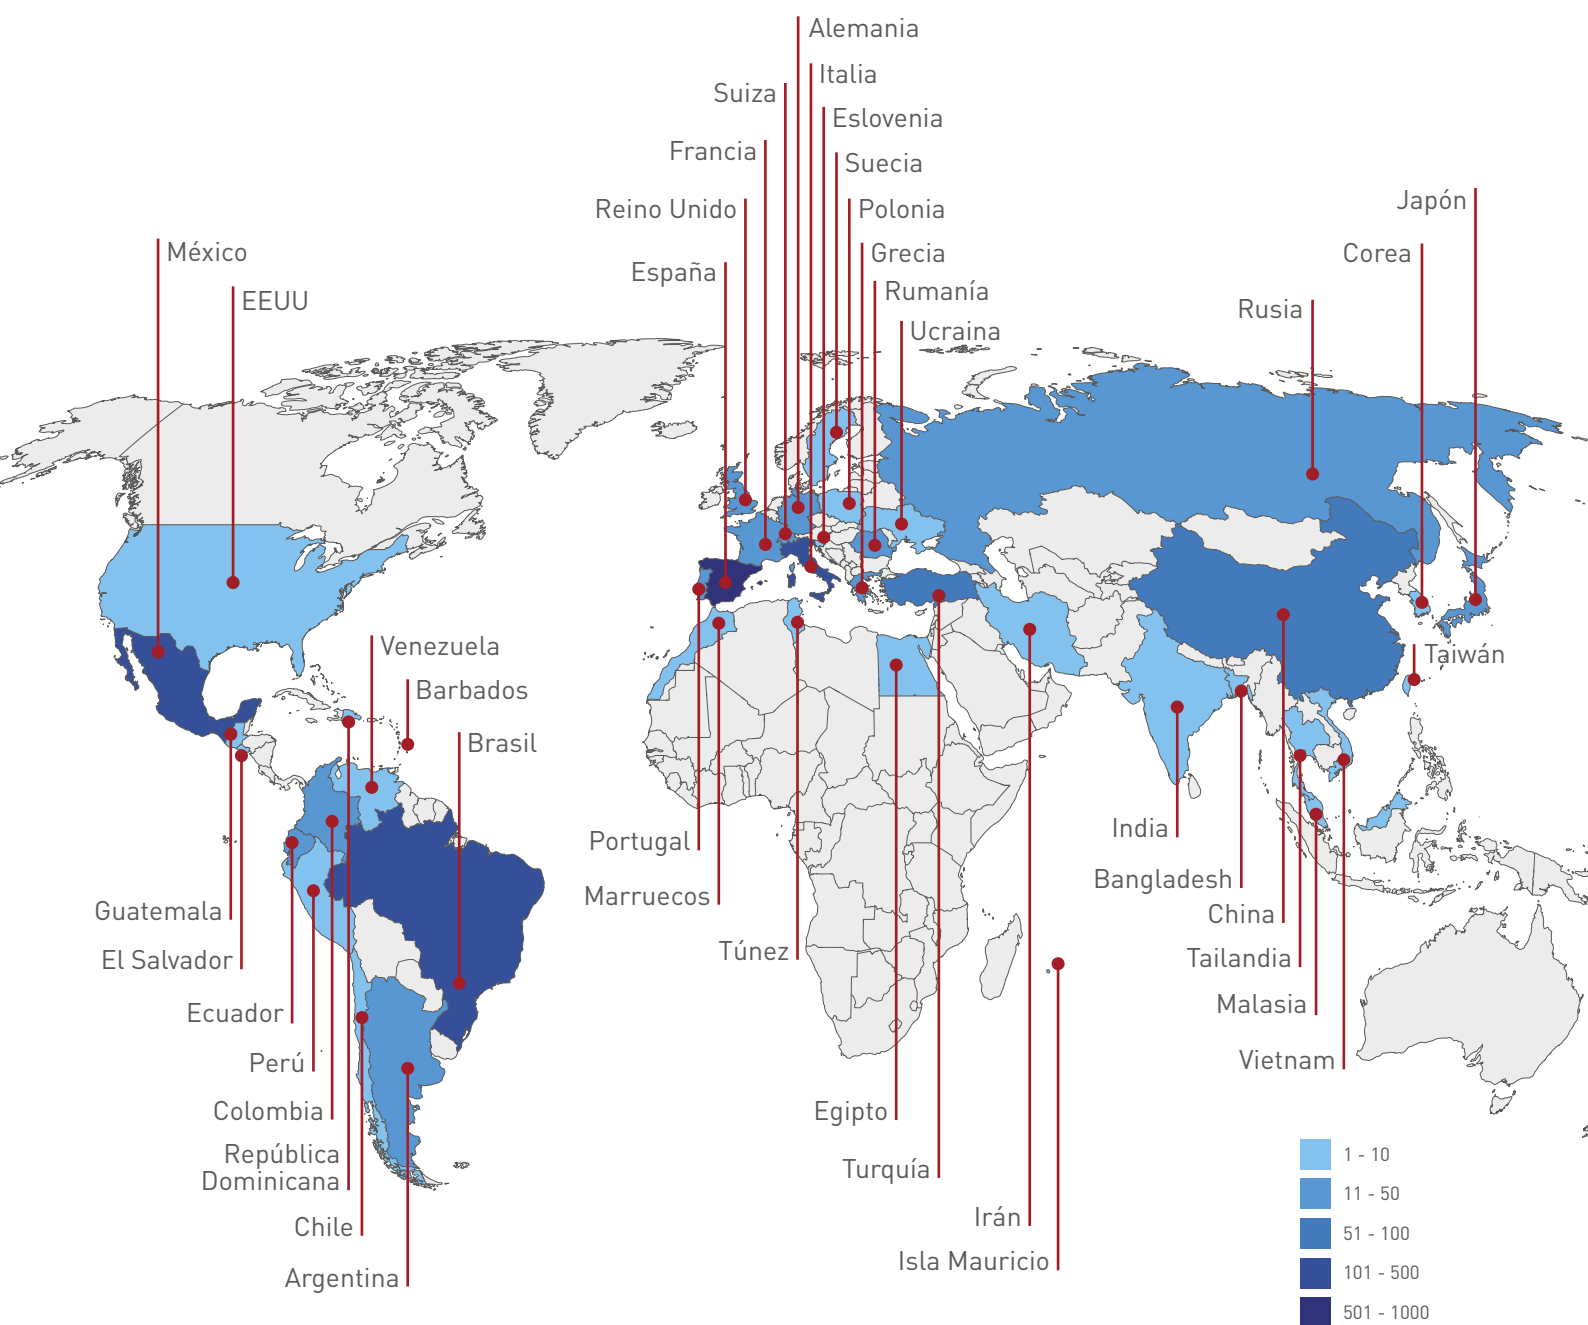 Alemania
Italia
Suiza
Eslovenia
Francia
Suecia
Reino Unido
Polonia
Japón
México
Grecia
Corea
España
Rumanía
EEUU
Rusia
Ucraina
Venezuela
Taiwán
Barbados
Brasil
India
Portugal
Bangladesh
Marruecos
Guatemala
China
Túnez
El Salvador
Tailandia
Malasia
Ecuador
Perú
Vietnam
Colombia
Egipto
República
Dominicana
Turquía
Irán
Chile
Isla Mauricio
Argentina
1 - 10
11 - 50
51 - 100
101 - 500
501 - 1000